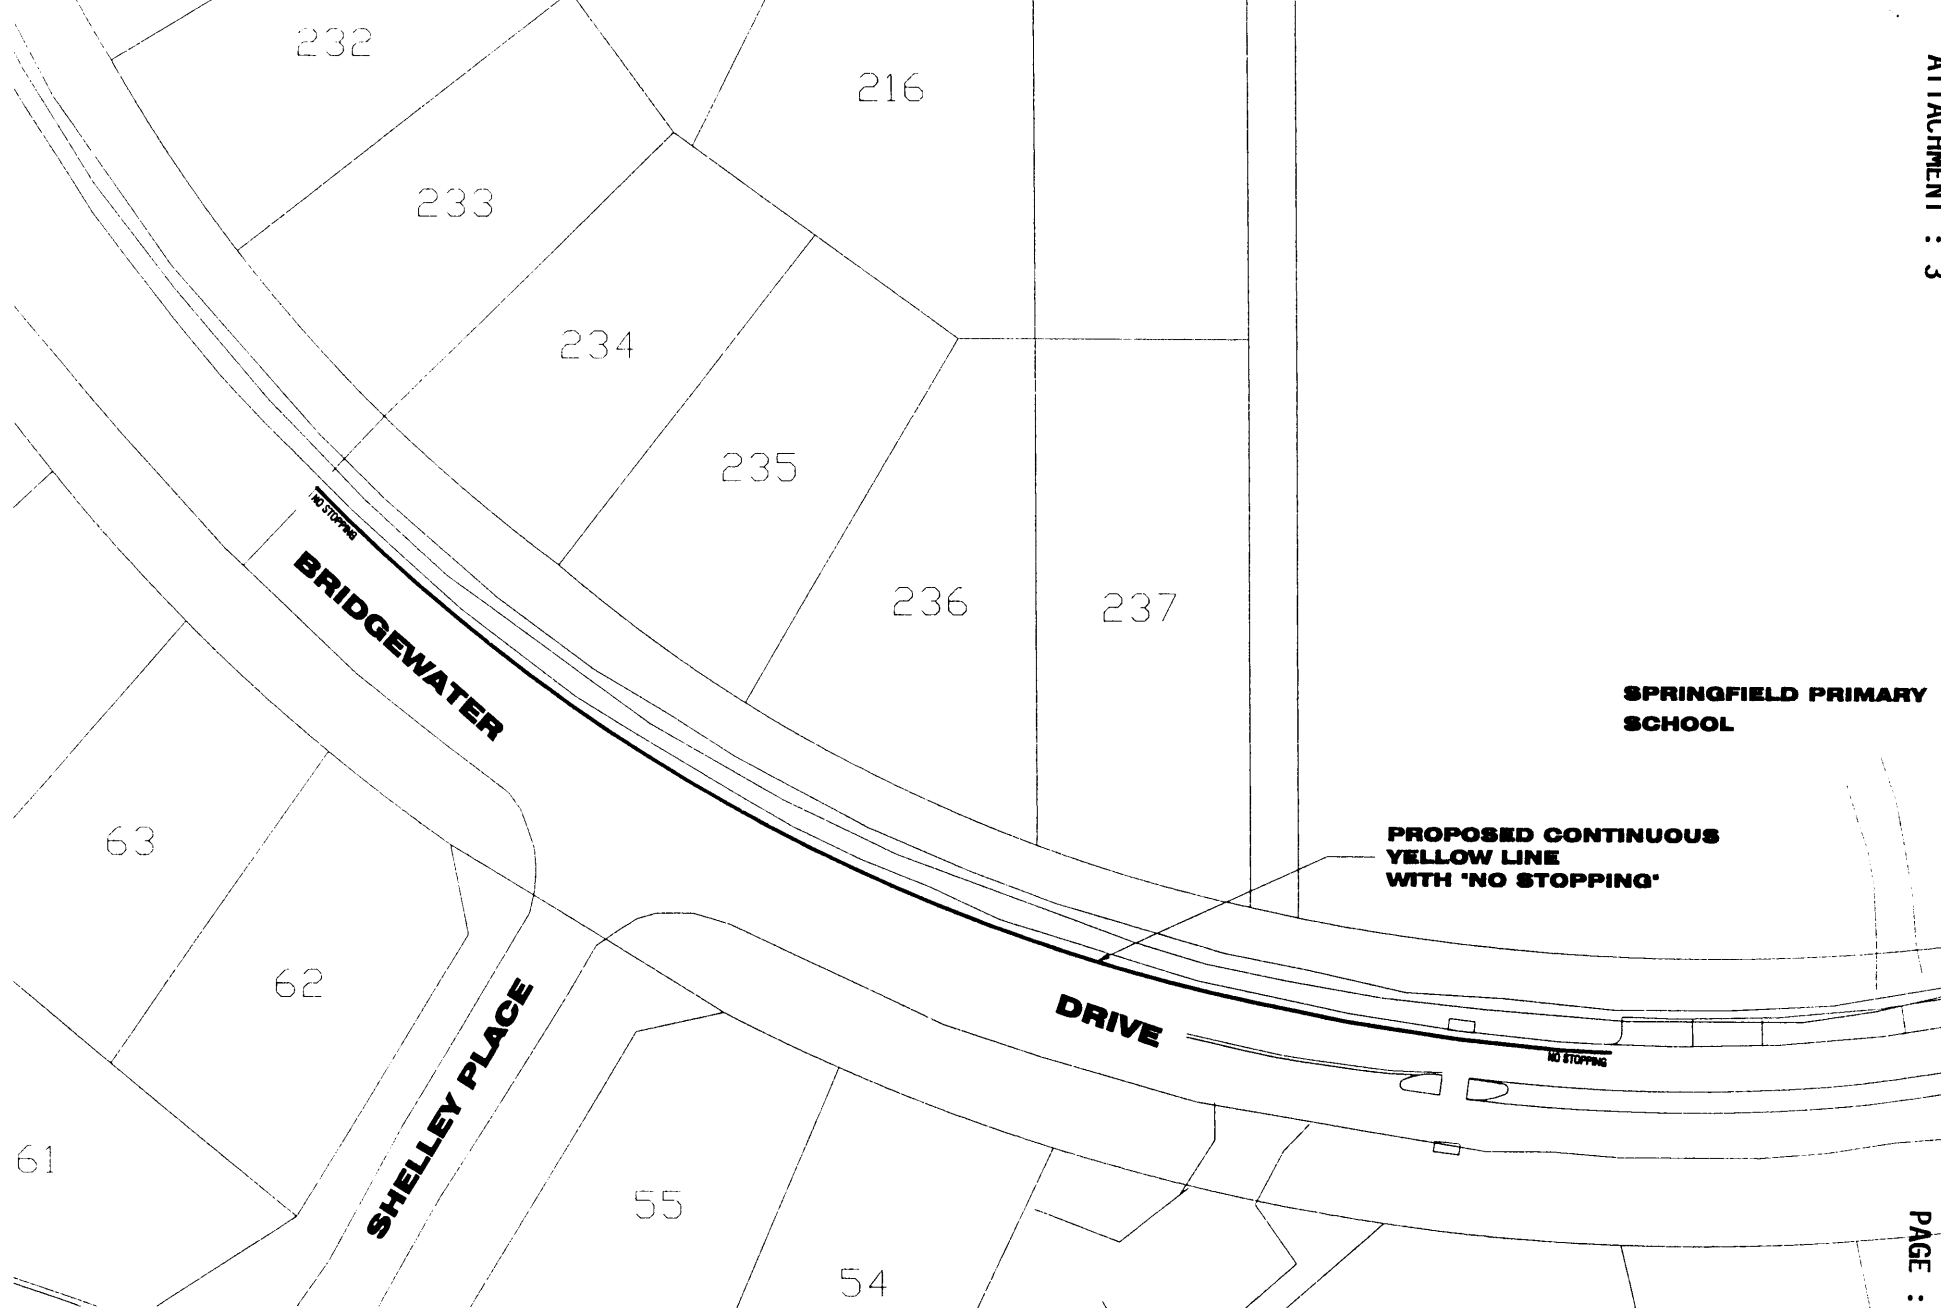 ATTACHMENT : 3
232
216
233
234
235
236
237
NO STOPPING
BRIDGEWATER
SPRINGFIELD PRIMARY
SCHOOL
PROPOSED CONTINUOUS
YELLOW LINE
WITH "NO STOPPING"
63
62
DRIVE
NO STOPPING
SHELLEY PLACE
61
55
54
PAGE :